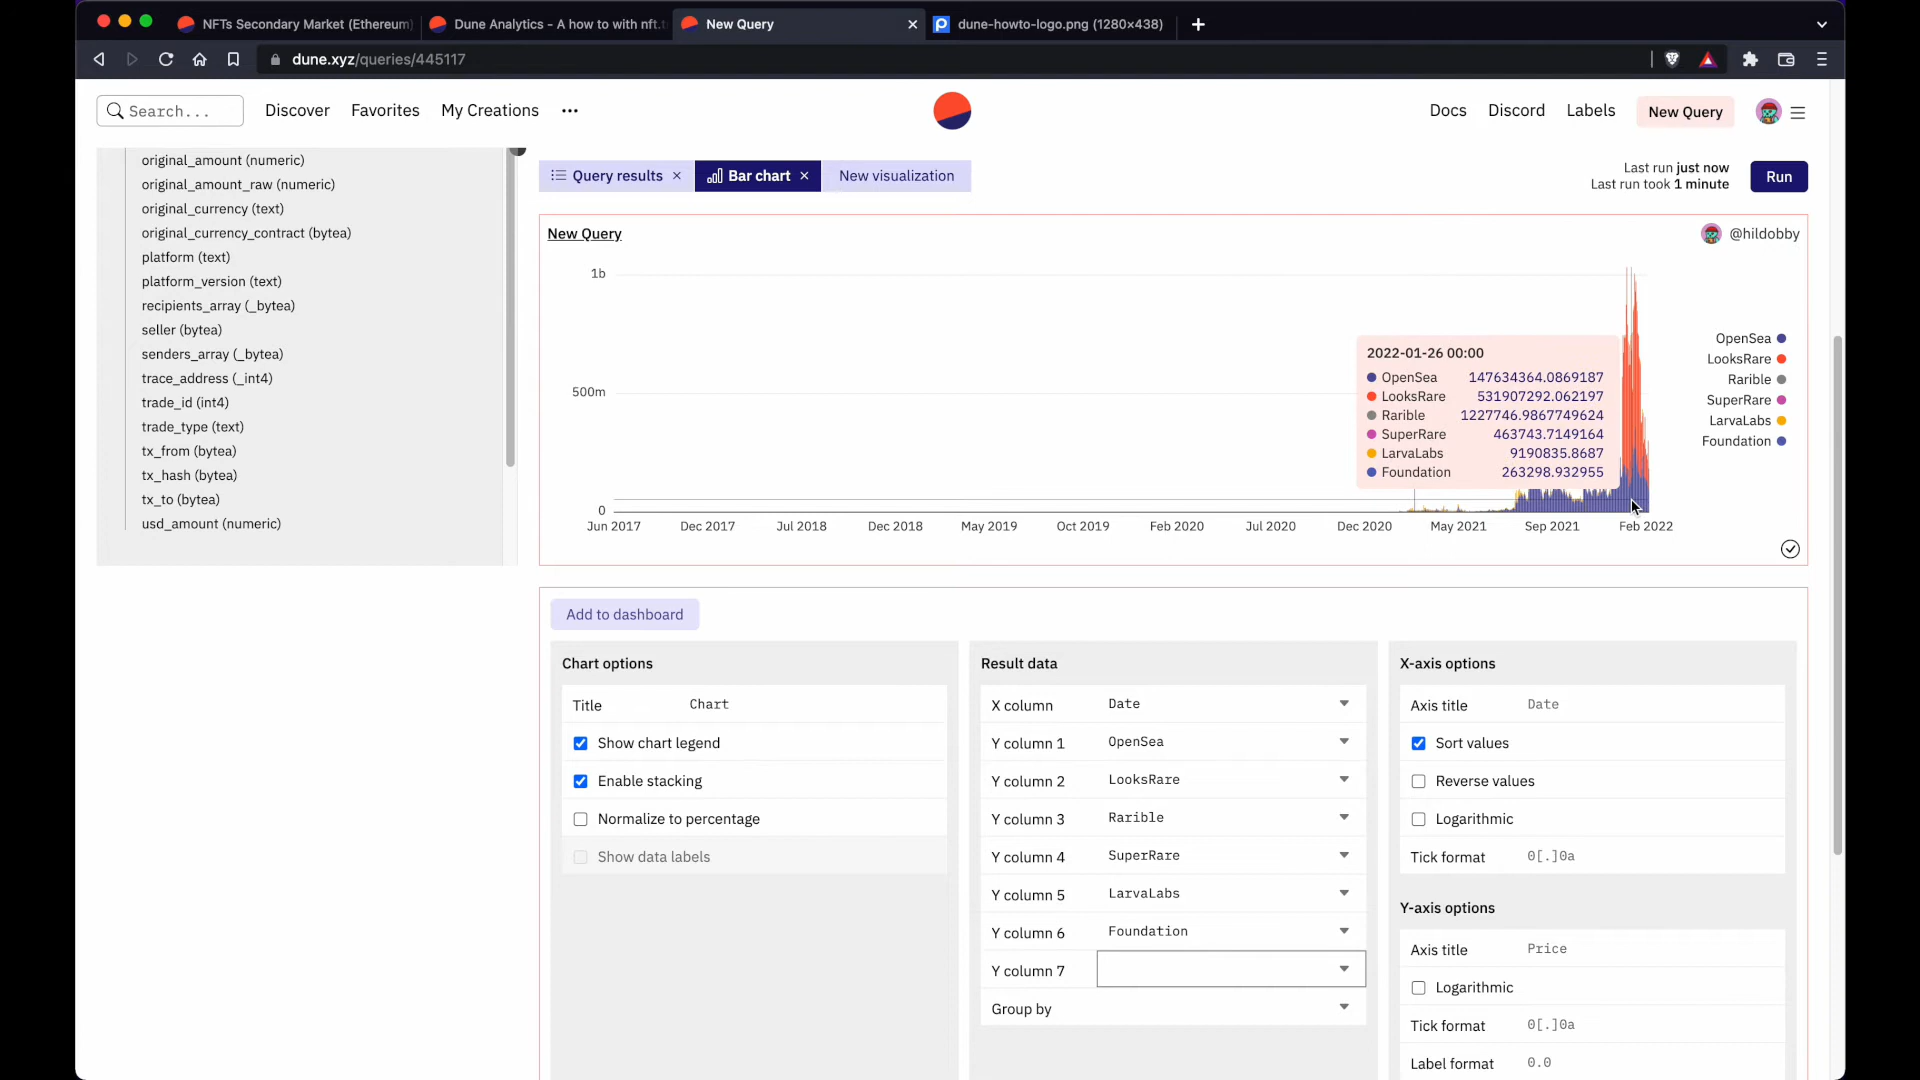 NFTs Secondary Market (Ethereum)
Dune Analytics - A how to with nft.t
New Query
dune-howto-logo.png (1280×438)
dune.xyz/queries/445117
Search...
Discover
Favorites
My Creations
Docs
Discord
Labels
New Query
original_amount (numeric)
original_amount_raw (numeric)
original_currency (text)
original_currency_contract (bytea)
platform (text)
platform_version (text)
recipients_array (_bytea)
seller (bytea)
senders_array (_bytea)
trace_address (_int4)
trade_id (int4)
trade_type (text)
tx_from (bytea)
tx_hash (bytea)
tx_to (bytea)
usd_amount (numeric)
Query results
Bar chart
New visualization
Last run just now
Last run took 1 minute
Run
New Query
@hildobby
1b
500m
0
Jun 2017
Dec 2017
Jul 2018
Dec 2018
May 2019
Oct 2019
Feb 2020
Jul 2020
Dec 2020
May 2021
Sep 2021
Feb 2022
2022-01-26 00:00
OpenSea 147634364.0869187
LooksRare 531907292.062197
Rarible 1227746.9867749624
SuperRare 463743.7149164
LarvaLabs 9190835.8687
Foundation 263298.932955
OpenSea
LooksRare
Rarible
SuperRare
LarvaLabs
Foundation
Add to dashboard
Chart options
Title Chart
Show chart legend
Enable stacking
Normalize to percentage
Show data labels
Result data
X column Date
Y column 1 OpenSea
Y column 2 LooksRare
Y column 3 Rarible
Y column 4 SuperRare
Y column 5 LarvaLabs
Y column 6 Foundation
Y column 7
Group by
X-axis options
Axis title Date
Sort values
Reverse values
Logarithmic
Tick format 0[.]0a
Y-axis options
Axis title Price
Logarithmic
Tick format 0[.]0a
Label format 0.0